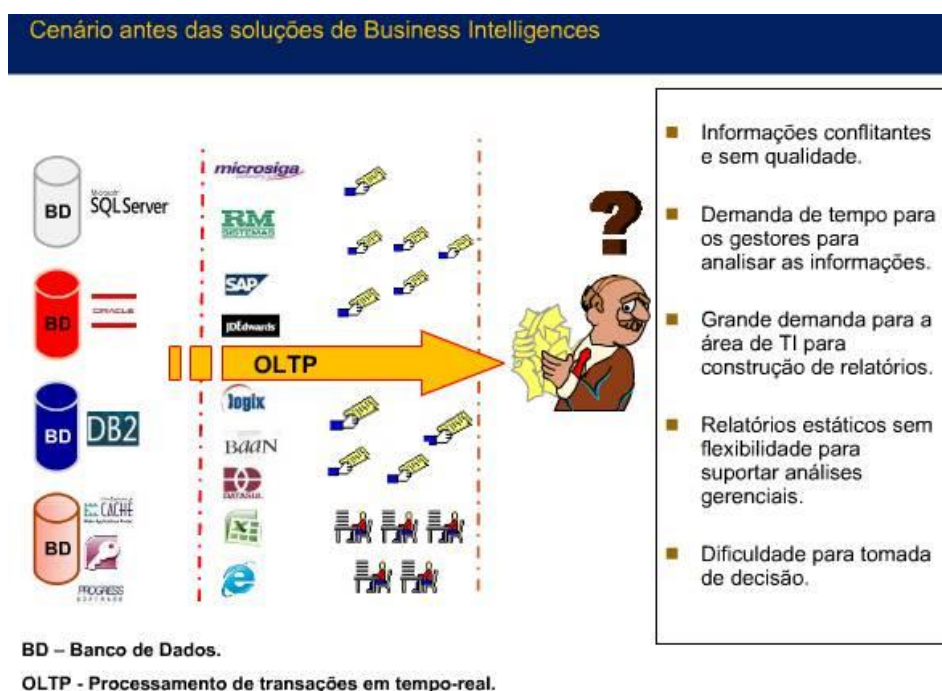 Cenário antes das soluções de Business Intelligences
BD
Microsoft
SQL Server
BD
ORACLE
BD
DB2
BD
CACHÉ
PROGRESS
SOFTWARE
microsiga
RM
SISTEMAS
SAP
JDEdwards
OLTP
logix
BaaN
DATASUL
?
Informações conflitantes
e sem qualidade.
Demanda de tempo para
os gestores para
analisar as informações.
Grande demanda para a
área de TI para
construção de relatórios.
Relatórios estáticos sem
flexibilidade para
suportar análises
gerenciais.
Dificuldade para tomada
de decisão.
BD – Banco de Dados.
OLTP - Processamento de transações em tempo-real.